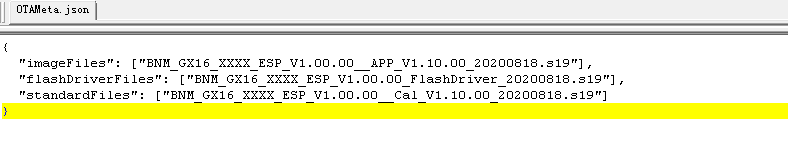 OTAMeta.json
{
"imageFiles": ["BNM_GX16_XXXX_ESP_V1.00.00__APP_V1.10.00_20200818.s19"],
"flashDriverFiles": ["BNM_GX16_XXXX_ESP_V1.00.00_FlashDriver_20200818.s19"],
"standardFiles": ["BNM_GX16_XXXX_ESP_V1.00.00__Cal_V1.10.00_20200818.s19"]
}